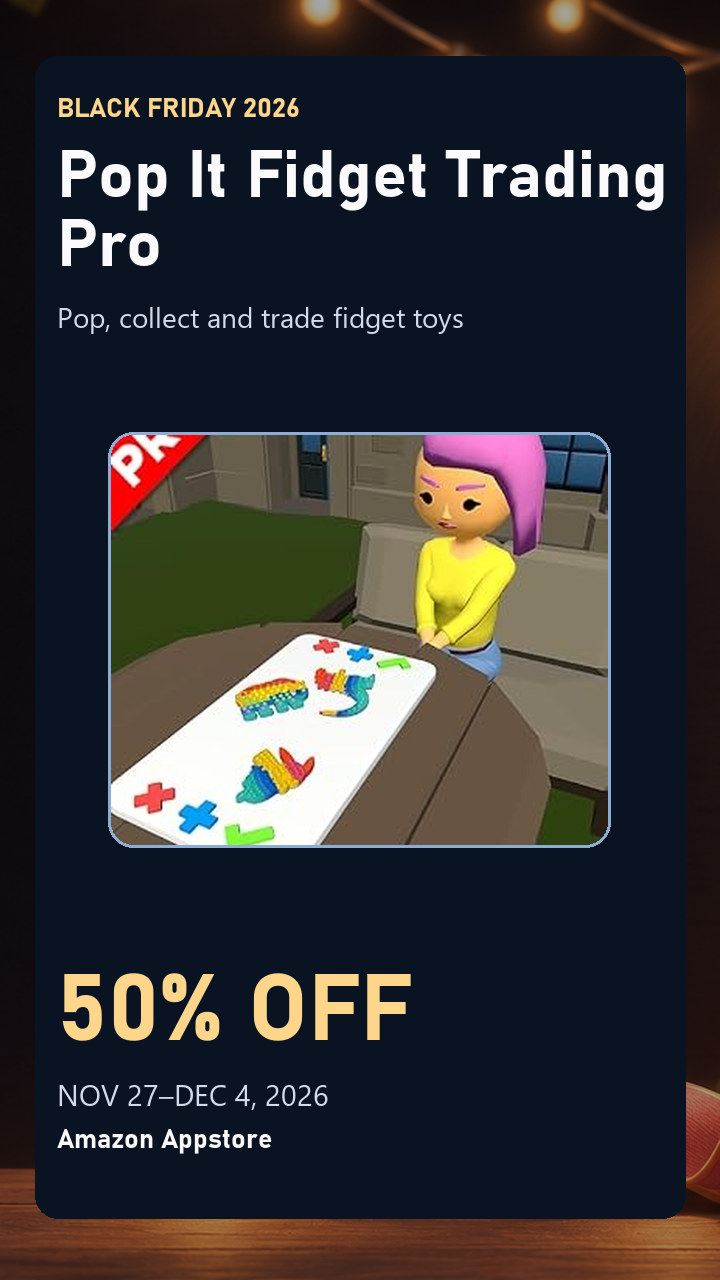 BLACK FRIDAY 2026
Pop It Fidget Trading
Pro
Pop, collect and trade fidget toys
PR
50% OFF
NOV 27–DEC 4, 2026
Amazon Appstore